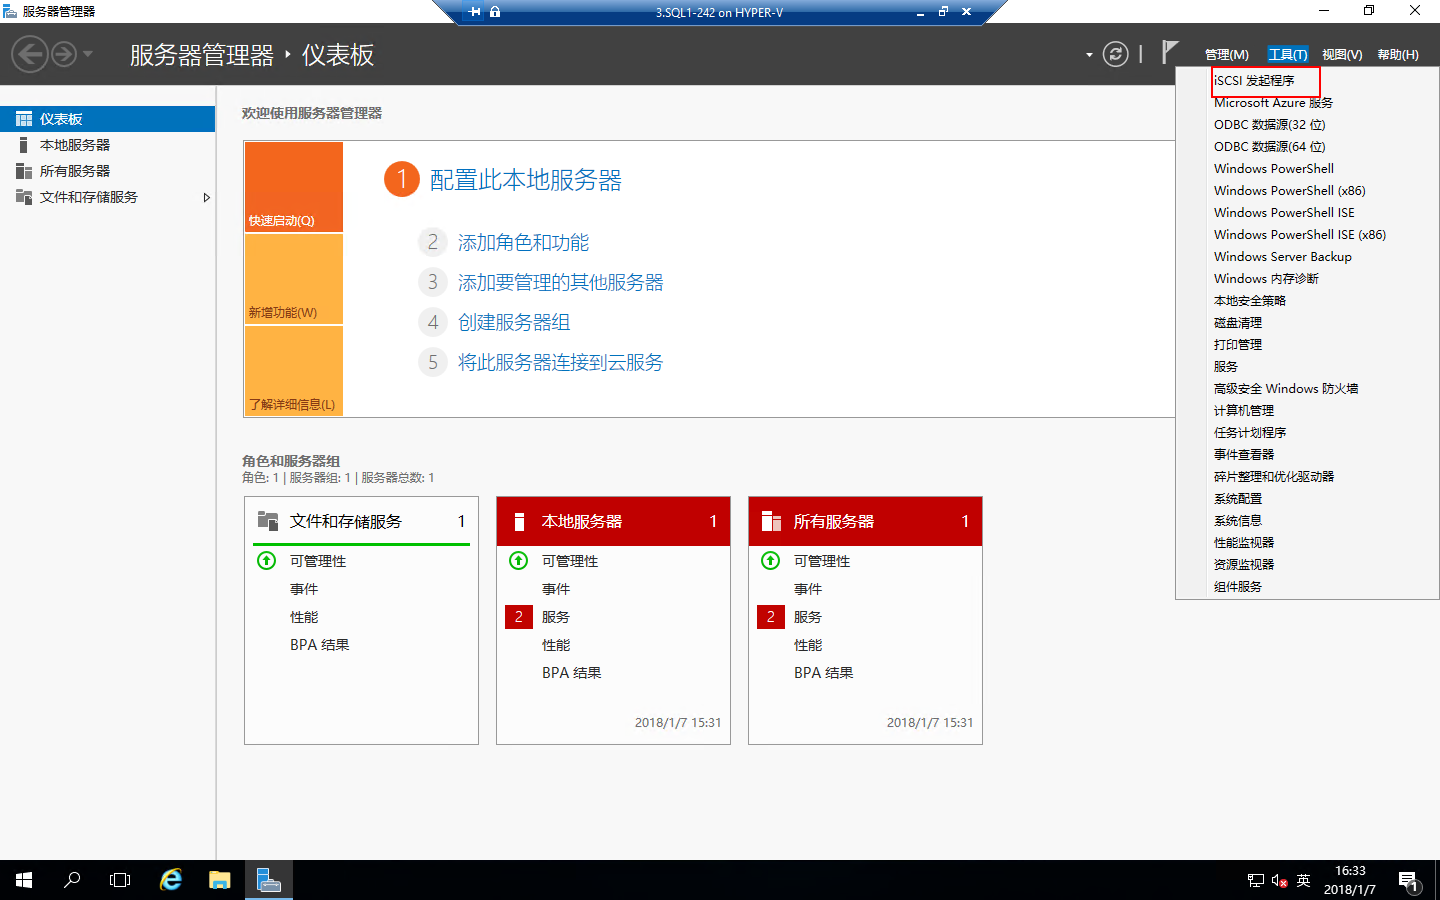 服务器管理器
3.SQL1-242 on HYPER-V
服务器管理器 ‣ 仪表板
管理(M) 工具(T) 视图(V) 帮助(H)
仪表板
本地服务器
所有服务器
文件和存储服务
欢迎使用服务器管理器
快速启动(Q)
新增功能(W)
了解详细信息(L)
1 配置此本地服务器
2 添加角色和功能
3 添加要管理的其他服务器
4 创建服务器组
5 将此服务器连接到云服务
iSCSI 发起程序
Microsoft Azure 服务
ODBC 数据源(32 位)
ODBC 数据源(64 位)
Windows PowerShell
Windows PowerShell (x86)
Windows PowerShell ISE
Windows PowerShell ISE (x86)
Windows Server Backup
Windows 内存诊断
本地安全策略
磁盘清理
打印管理
服务
高级安全 Windows 防火墙
计算机管理
任务计划程序
事件查看器
碎片整理和优化驱动器
系统配置
系统信息
性能监视器
资源监视器
组件服务
角色和服务器组
角色: 1 | 服务器组: 1 | 服务器总数: 1
文件和存储服务 1
可管理性
事件
性能
BPA 结果
本地服务器 1
可管理性
事件
2 服务
性能
BPA 结果
2018/1/7 15:31
所有服务器 1
可管理性
事件
2 服务
性能
BPA 结果
2018/1/7 15:31
英
16:33
2018/1/7
1